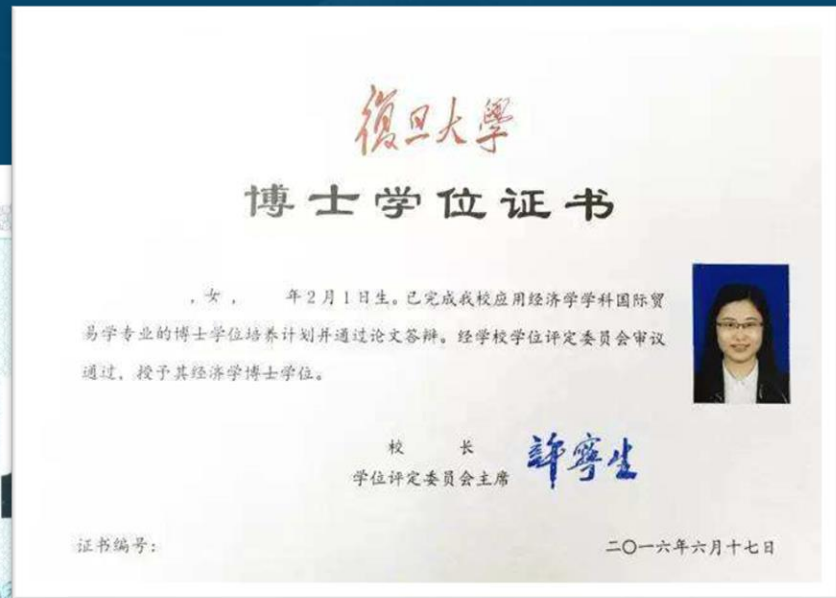 復旦大學
博士学位证书
，女， 年2月1日生。已完成我校应用经济学学科国际贸
易学专业的博士学位培养计划并通过论文答辩。经学校学位评定委员会审议
通过，授予其经济学博士学位。
校 长
学位评定委员会主席
許寧生
证书编号：
二〇一六年六月十七日